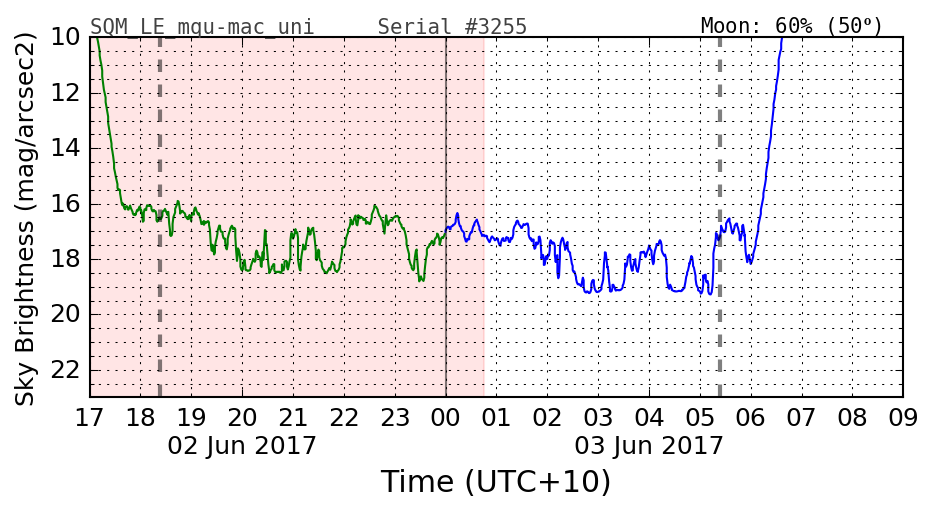 SQM_LE_mqu-mac_uni Serial #3255 Moon: 60% (50°)
Sky Brightness (mag/arcsec2)
10
12
14
16
18
20
22
17 18 19 20 21 22 23 00 01 02 03 04 05 06 07 08 09
02 Jun 2017 03 Jun 2017
Time (UTC+10)